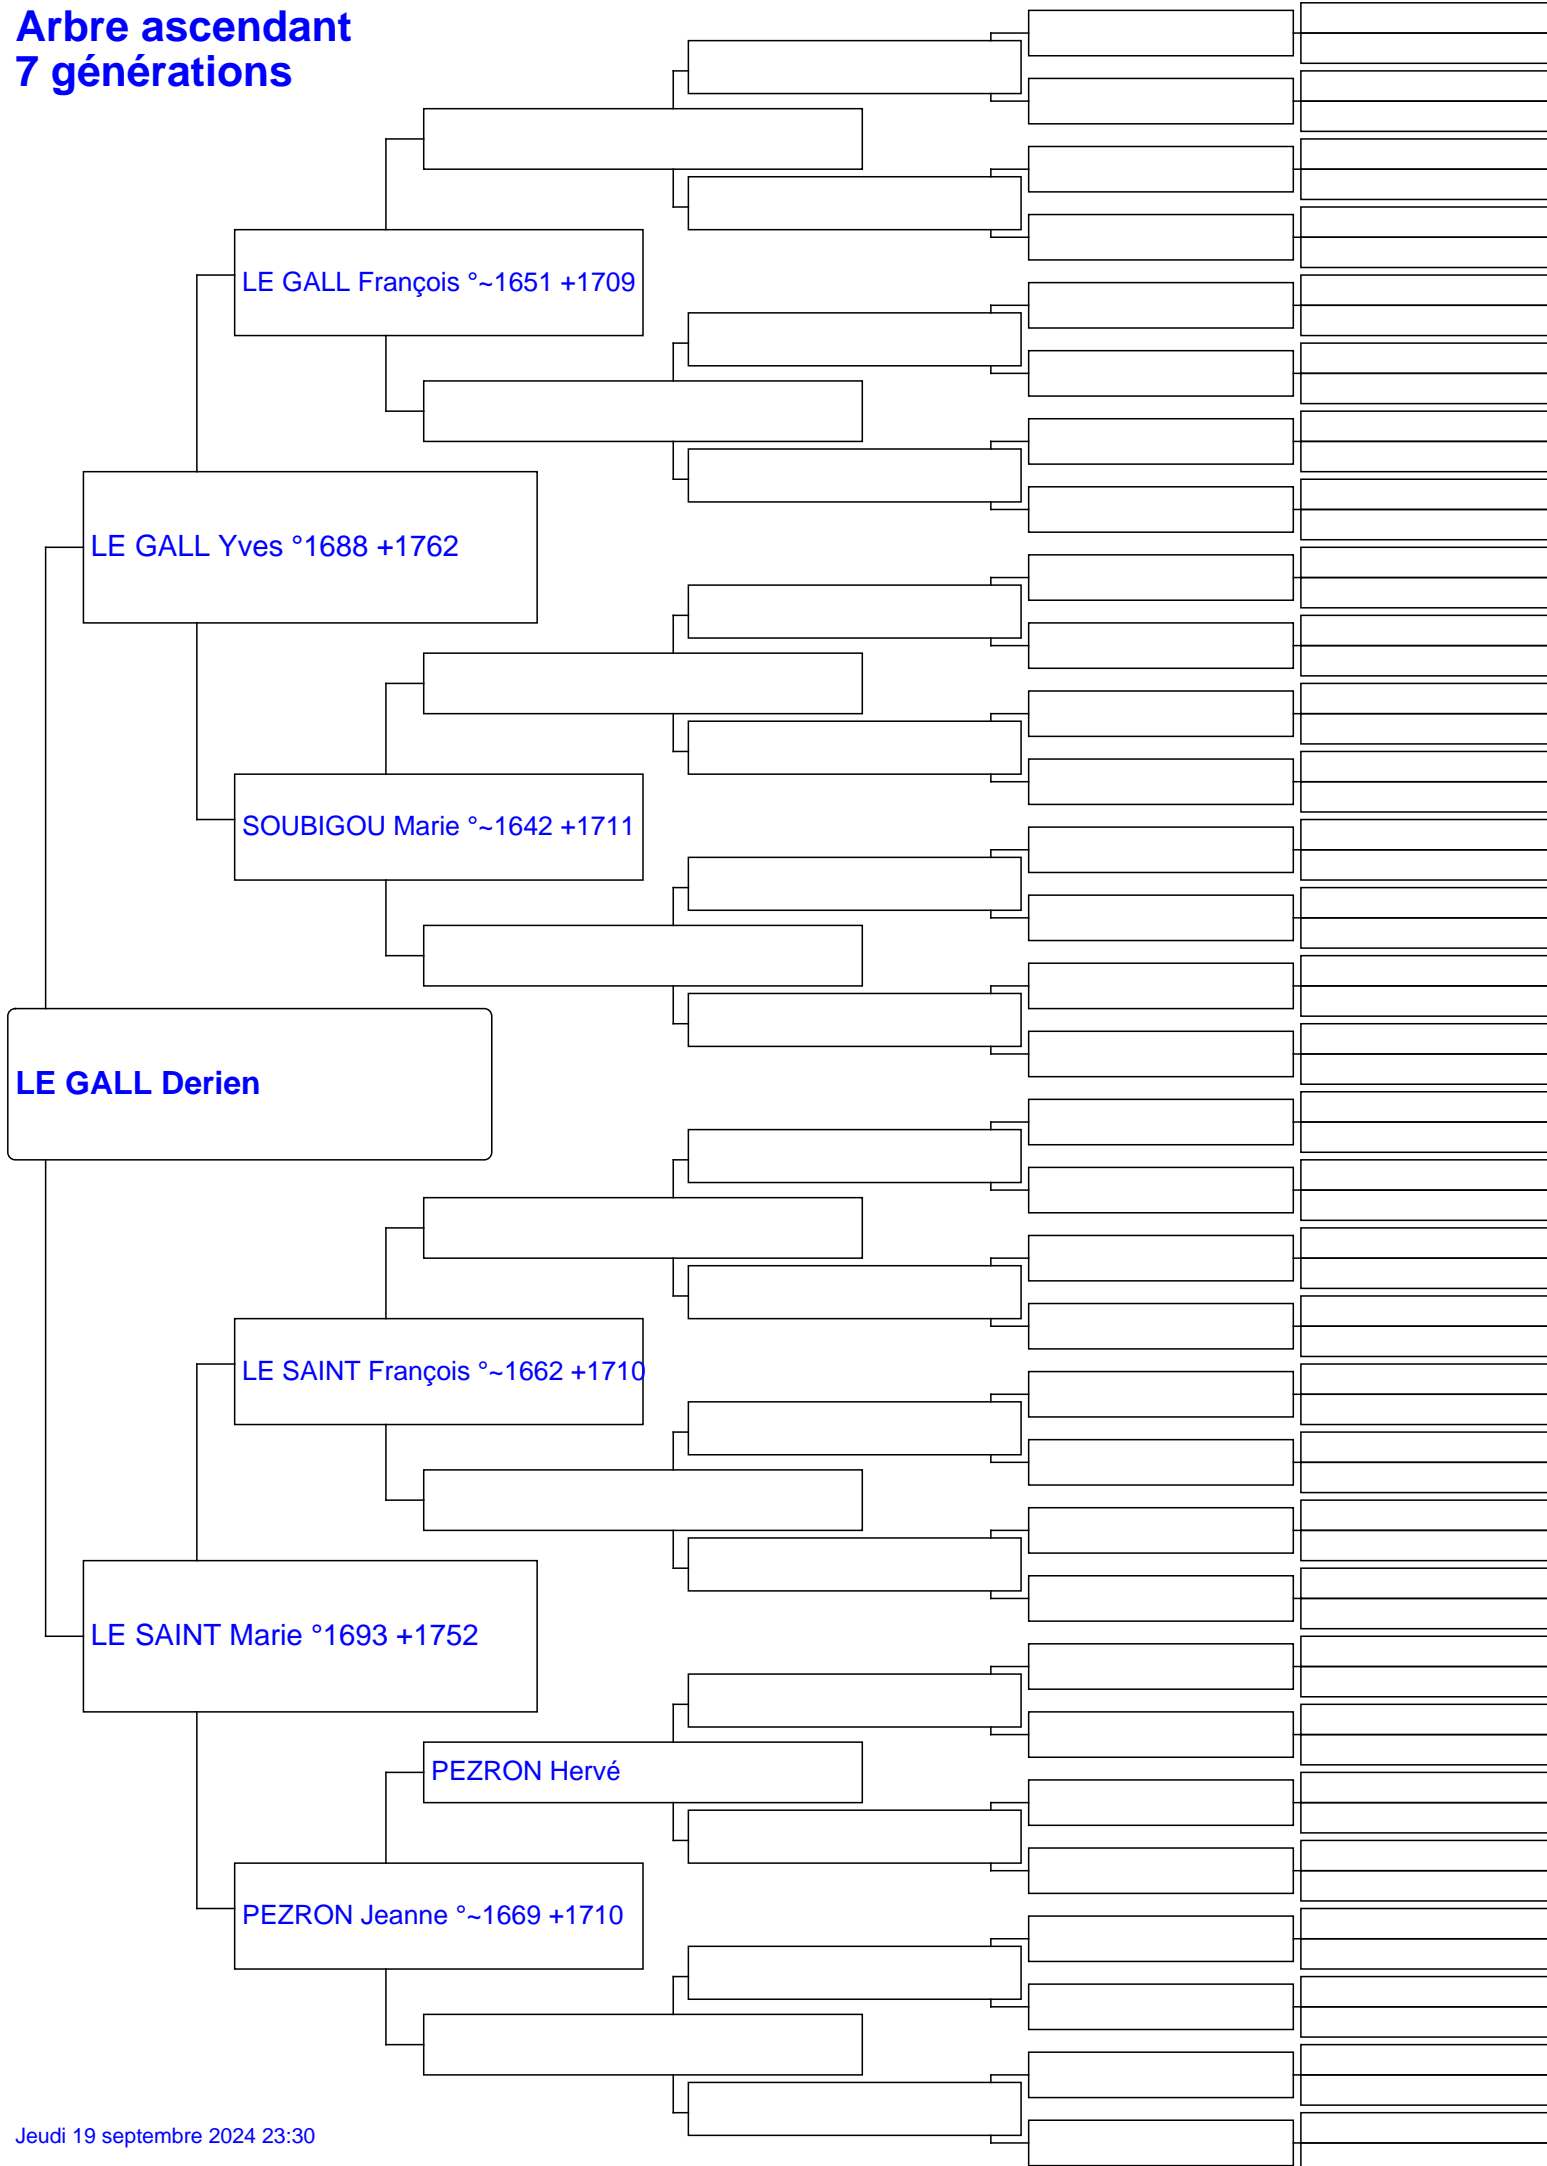 Arbre ascendant
7 générations
LE GALL François °~1651 +1709
LE GALL Yves °1688 +1762
SOUBIGOU Marie °~1642 +1711
LE GALL Derien
LE SAINT François °~1662 +1710
LE SAINT Marie °1693 +1752
PEZRON Hervé
PEZRON Jeanne °~1669 +1710
Jeudi 19 septembre 2024 23:30